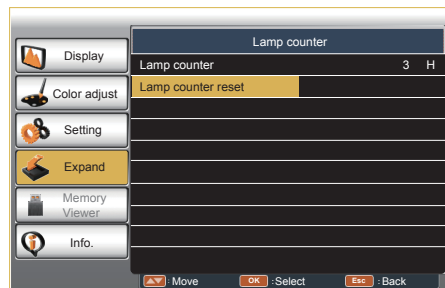 Lamp counter
Display
Lamp counter 3 H
Color adjust
Lamp counter reset
Setting
Expand
Memory
Viewer
Info.
: Move OK : Select Esc : Back